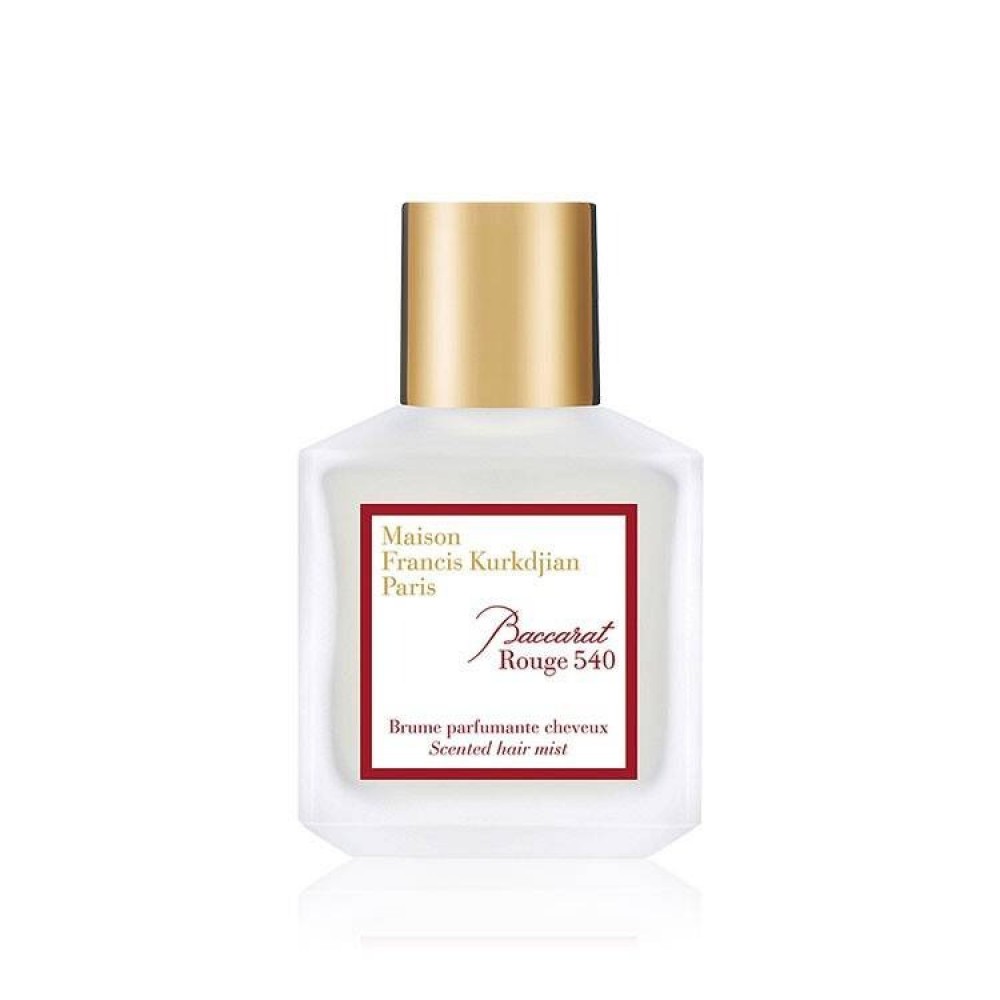 Maison
Francis Kurkdjian
Paris
Baccarat
Rouge 540
Brume parfumante cheveux
Scented hair mist